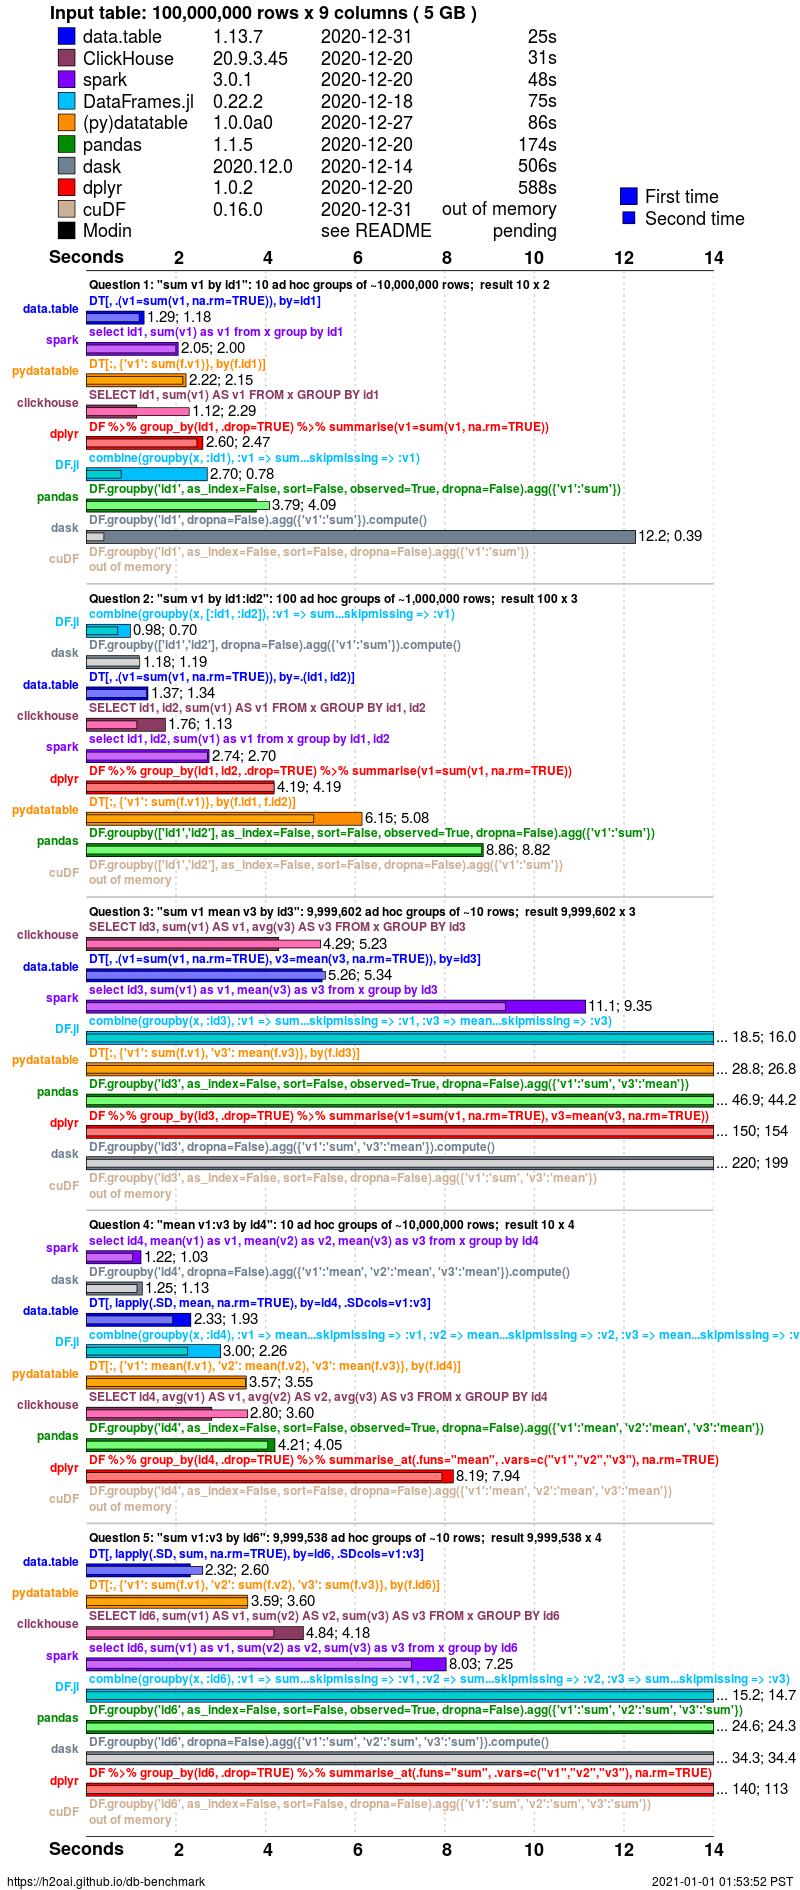 Input table: 100,000,000 rows x 9 columns ( 5 GB )
data.table 1.13.7 2020-12-31 25s
ClickHouse 20.9.3.45 2020-12-20 31s
spark 3.0.1 2020-12-20 48s
DataFrames.jl 0.22.2 2020-12-18 75s
(py)datatable 1.0.0a0 2020-12-27 86s
pandas 1.1.5 2020-12-20 174s
dask 2020.12.0 2020-12-14 506s
dplyr 1.0.2 2020-12-20 588s
cuDF 0.16.0 2020-12-31 out of memory
Modin see README pending
First time
Second time
Seconds 2 4 6 8 10 12 14
Question 1: "sum v1 by id1": 10 ad hoc groups of ~10,000,000 rows; result 10 x 2
DT[, .(v1=sum(v1, na.rm=TRUE)), by=id1]
data.table 1.29; 1.18
select id1, sum(v1) as v1 from x group by id1
spark 2.05; 2.00
DT[:, {'v1': sum(f.v1)}, by(f.id1)]
pydatatable 2.22; 2.15
SELECT id1, sum(v1) AS v1 FROM x GROUP BY id1
clickhouse 1.12; 2.29
DF %>% group_by(id1, .drop=TRUE) %>% summarise(v1=sum(v1, na.rm=TRUE))
dplyr 2.60; 2.47
combine(groupby(x, :id1), :v1 => sum...skipmissing => :v1)
DF.jl 2.70; 0.78
DF.groupby('id1', as_index=False, sort=False, observed=True, dropna=False).agg({'v1':'sum'})
pandas 3.79; 4.09
DF.groupby('id1', dropna=False).agg({'v1':'sum'}).compute()
dask 12.2; 0.39
DF.groupby('id1', as_index=False, sort=False, dropna=False).agg({'v1':'sum'})
cuDF out of memory
Question 2: "sum v1 by id1:id2": 100 ad hoc groups of ~1,000,000 rows; result 100 x 3
combine(groupby(x, [:id1, :id2]), :v1 => sum...skipmissing => :v1)
DF.jl 0.98; 0.70
DF.groupby(['id1','id2'], dropna=False).agg({'v1':'sum'}).compute()
dask 1.18; 1.19
DT[, .(v1=sum(v1, na.rm=TRUE)), by=.(id1, id2)]
data.table 1.37; 1.34
SELECT id1, id2, sum(v1) AS v1 FROM x GROUP BY id1, id2
clickhouse 1.76; 1.13
select id1, id2, sum(v1) as v1 from x group by id1, id2
spark 2.74; 2.70
DF %>% group_by(id1, id2, .drop=TRUE) %>% summarise(v1=sum(v1, na.rm=TRUE))
dplyr 4.19; 4.19
DT[:, {'v1': sum(f.v1)}, by(f.id1, f.id2)]
pydatatable 6.15; 5.08
DF.groupby(['id1','id2'], as_index=False, sort=False, observed=True, dropna=False).agg({'v1':'sum'})
pandas 8.86; 8.82
DF.groupby(['id1','id2'], as_index=False, sort=False, dropna=False).agg({'v1':'sum'})
cuDF out of memory
Question 3: "sum v1 mean v3 by id3": 9,999,602 ad hoc groups of ~10 rows; result 9,999,602 x 3
SELECT id3, sum(v1) AS v1, avg(v3) AS v3 FROM x GROUP BY id3
clickhouse 4.29; 5.23
DT[, .(v1=sum(v1, na.rm=TRUE), v3=mean(v3, na.rm=TRUE)), by=id3]
data.table 5.26; 5.34
select id3, sum(v1) as v1, mean(v3) as v3 from x group by id3
spark 11.1; 9.35
combine(groupby(x, :id3), :v1 => sum...skipmissing => :v1, :v3 => mean...skipmissing => :v3)
DF.jl ... 18.5; 16.0
DT[:, {'v1': sum(f.v1), 'v3': mean(f.v3)}, by(f.id3)]
pydatatable ... 28.8; 26.8
DF.groupby('id3', as_index=False, sort=False, observed=True, dropna=False).agg({'v1':'sum', 'v3':'mean'})
pandas ... 46.9; 44.2
DF %>% group_by(id3, .drop=TRUE) %>% summarise(v1=sum(v1, na.rm=TRUE), v3=mean(v3, na.rm=TRUE))
dplyr ... 150; 154
DF.groupby('id3', dropna=False).agg({'v1':'sum', 'v3':'mean'}).compute()
dask ... 220; 199
DF.groupby('id3', as_index=False, sort=False, dropna=False).agg({'v1':'sum', 'v3':'mean'})
cuDF out of memory
Question 4: "mean v1:v3 by id4": 10 ad hoc groups of ~10,000,000 rows; result 10 x 4
select id4, mean(v1) as v1, mean(v2) as v2, mean(v3) as v3 from x group by id4
spark 1.22; 1.03
DF.groupby('id4', dropna=False).agg({'v1':'mean', 'v2':'mean', 'v3':'mean'}).compute()
dask 1.25; 1.13
DT[, lapply(.SD, mean, na.rm=TRUE), by=id4, .SDcols=v1:v3]
data.table 2.33; 1.93
combine(groupby(x, :id4), :v1 => mean...skipmissing => :v1, :v2 => mean...skipmissing => :v2, :v3 => mean...skipmissing => :v
DF.jl 3.00; 2.26
DT[:, {'v1': mean(f.v1), 'v2': mean(f.v2), 'v3': mean(f.v3)}, by(f.id4)]
pydatatable 3.57; 3.55
SELECT id4, avg(v1) AS v1, avg(v2) AS v2, avg(v3) AS v3 FROM x GROUP BY id4
clickhouse 2.80; 3.60
DF.groupby('id4', as_index=False, sort=False, observed=True, dropna=False).agg({'v1':'mean', 'v2':'mean', 'v3':'mean'})
pandas 4.21; 4.05
DF %>% group_by(id4, .drop=TRUE) %>% summarise_at(.funs="mean", .vars=c("v1","v2","v3"), na.rm=TRUE)
dplyr 8.19; 7.94
DF.groupby('id4', as_index=False, sort=False, dropna=False).agg({'v1':'mean', 'v2':'mean', 'v3':'mean'})
cuDF out of memory
Question 5: "sum v1:v3 by id6": 9,999,538 ad hoc groups of ~10 rows; result 9,999,538 x 4
DT[, lapply(.SD, sum, na.rm=TRUE), by=id6, .SDcols=v1:v3]
data.table 2.32; 2.60
DT[:, {'v1': sum(f.v1), 'v2': sum(f.v2), 'v3': sum(f.v3)}, by(f.id6)]
pydatatable 3.59; 3.60
SELECT id6, sum(v1) AS v1, sum(v2) AS v2, sum(v3) AS v3 FROM x GROUP BY id6
clickhouse 4.84; 4.18
select id6, sum(v1) as v1, sum(v2) as v2, sum(v3) as v3 from x group by id6
spark 8.03; 7.25
combine(groupby(x, :id6), :v1 => sum...skipmissing => :v1, :v2 => sum...skipmissing => :v2, :v3 => sum...skipmissing => :v3)
DF.jl ... 15.2; 14.7
DF.groupby('id6', as_index=False, sort=False, observed=True, dropna=False).agg({'v1':'sum', 'v2':'sum', 'v3':'sum'})
pandas ... 24.6; 24.3
DF.groupby('id6', dropna=False).agg({'v1':'sum', 'v2':'sum', 'v3':'sum'}).compute()
dask ... 34.3; 34.4
DF %>% group_by(id6, .drop=TRUE) %>% summarise_at(.funs="sum", .vars=c("v1","v2","v3"), na.rm=TRUE)
dplyr ... 140; 113
DF.groupby('id6', as_index=False, sort=False, dropna=False).agg({'v1':'sum', 'v2':'sum', 'v3':'sum'})
cuDF out of memory
Seconds 2 4 6 8 10 12 14
https://h2oai.github.io/db-benchmark 2021-01-01 01:53:52 PST